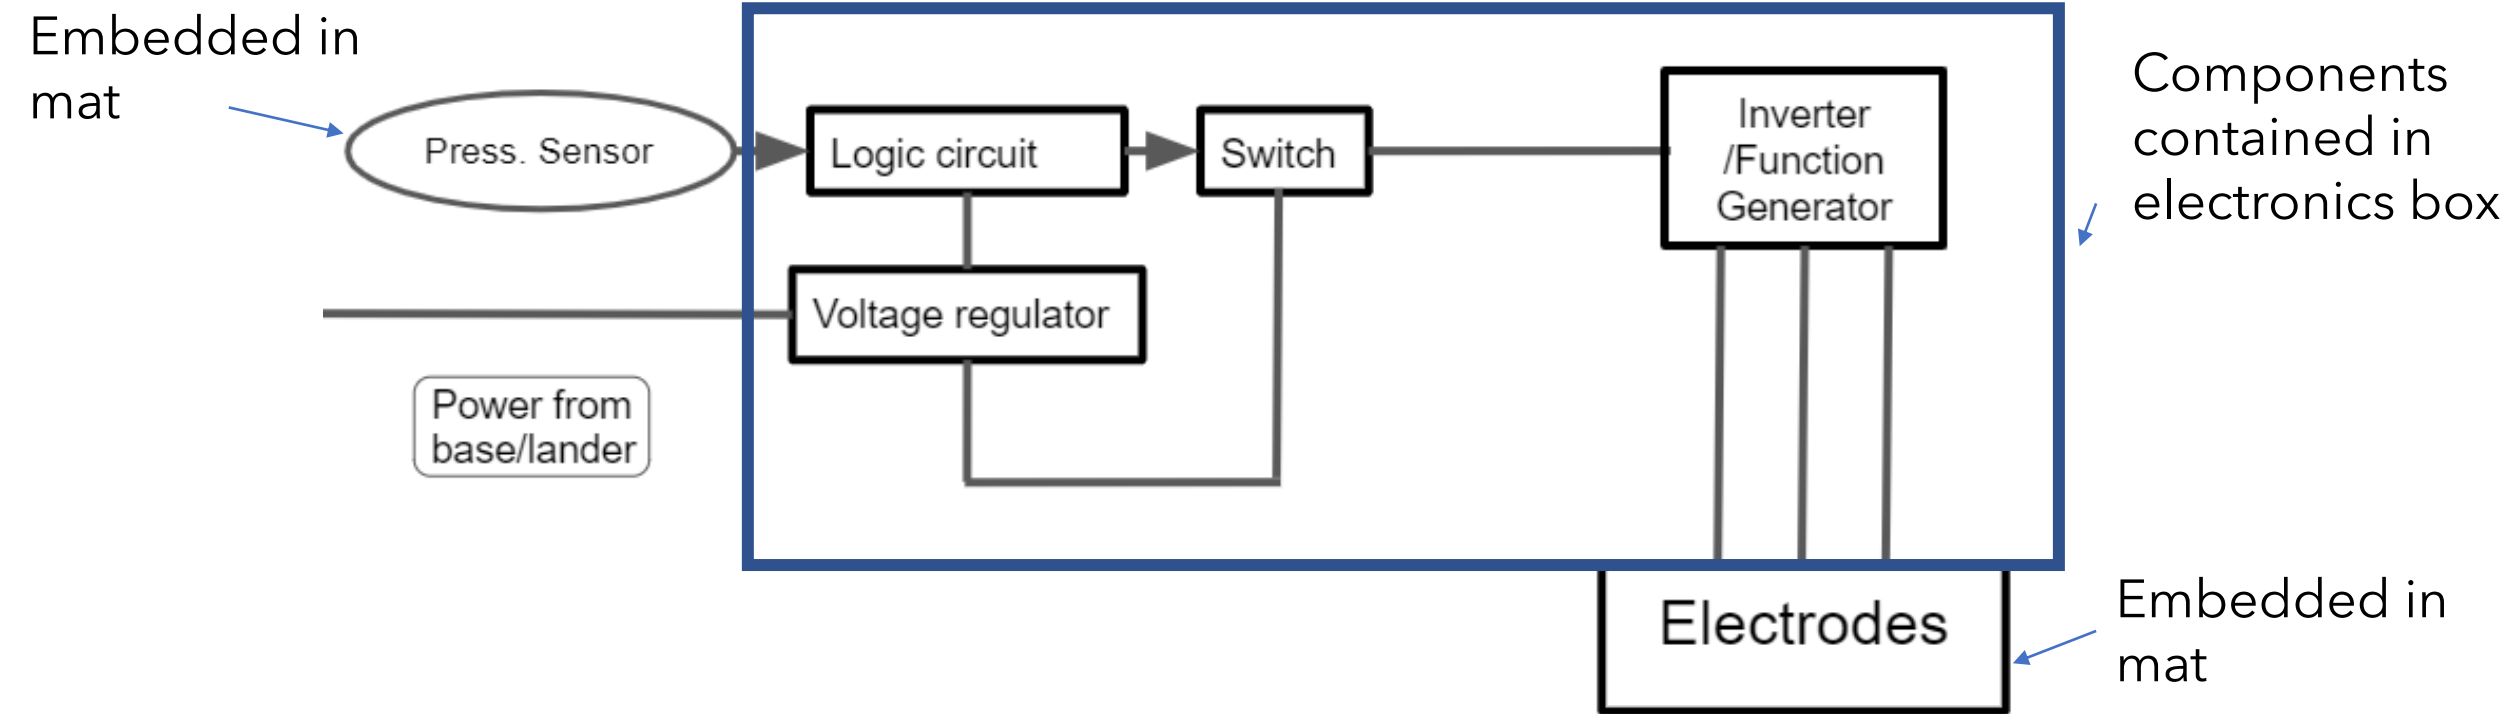 Embedded in
mat
Press. Sensor
Logic circuit
Switch
Inverter
/Function
Generator
Components
contained in
electronics box
Voltage regulator
Power from
base/lander
Electrodes
Embedded in
mat